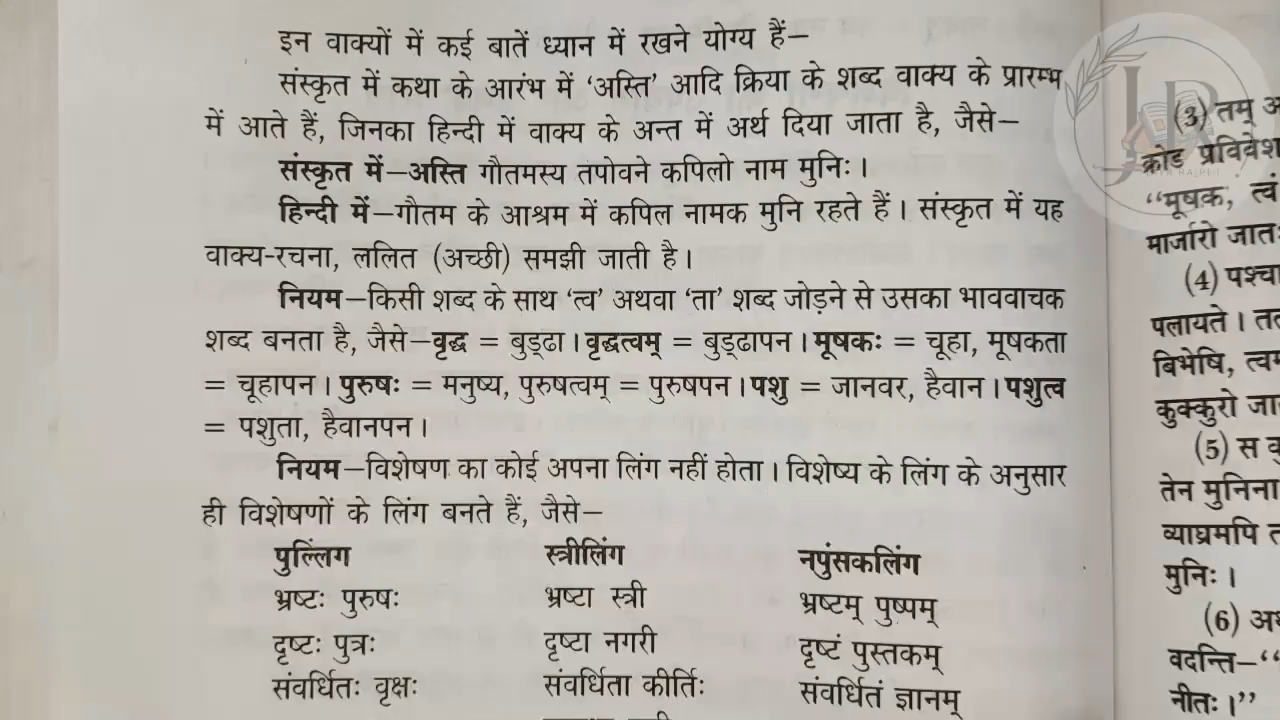 इन वाक्यों में कई बातें ध्यान में रखने योग्य हैं–
संस्कृत में कथा के आरंभ में ‘अस्ति’ आदि क्रिया के शब्द वाक्य के प्रारम्भ
में आते हैं, जिनका हिन्दी में वाक्य के अन्त में अर्थ दिया जाता है, जैसे–
संस्कृत में–अस्ति गौतमस्य तपोवने कपिलो नाम मुनिः।
हिन्दी में–गौतम के आश्रम में कपिल नामक मुनि रहते हैं। संस्कृत में यह
वाक्य-रचना, ललित (अच्छी) समझी जाती है।
नियम–किसी शब्द के साथ ‘त्व’ अथवा ‘ता’ शब्द जोड़ने से उसका भाववाचक
शब्द बनता है, जैसे–वृद्ध = बुड्ढा। वृद्धत्वम् = बुड्ढापन। मूषकः = चूहा, मूषकता
= चूहापन। पुरुषः = मनुष्य, पुरुषत्वम् = पुरुषपन। पशु = जानवर, हैवान। पशुत्व
= पशुता, हैवानपन।
नियम–विशेषण का कोई अपना लिंग नहीं होता। विशेष्य के लिंग के अनुसार
ही विशेषणों के लिंग बनते हैं, जैसे–
पुल्लिंग स्त्रीलिंग नपुंसकलिंग
भ्रष्टः पुरुषः भ्रष्टा स्त्री भ्रष्टम् पुष्पम्
दृष्टः पुत्रः दृष्टा नगरी दृष्टं पुस्तकम्
संवर्धितः वृक्षः संवर्धिता कीर्तिः संवर्धितं ज्ञानम्
(3) तम्
क्रोडं प्रविवेश
“मूषक, त्वं
मार्जारो जातः
(4) पश्चा
पलायते।
बिभेषि,
कुक्कुरो जा
(5) स
तेन मुनिना
व्याघ्रमपि
मुनिः।
(6)
वदन्ति–“
नीतः।”